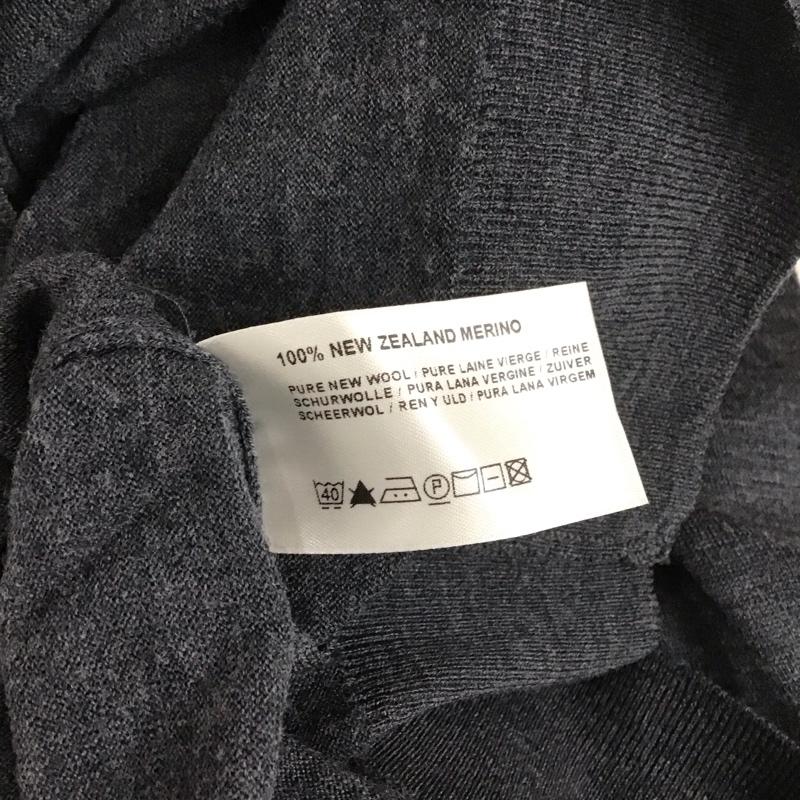 100% NEW ZEALAND MERINO
PURE NEW WOOL / PURE LAINE VIERGE / REINE
SCHURWOLLE / PURA LANA VERGINE / ZUIVER
SCHEERWOL / REN Y ULD / PURA LANA VIRGEM
40 P